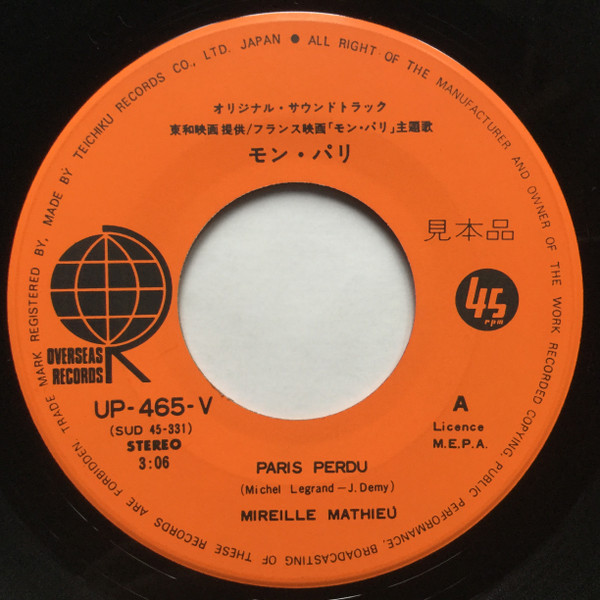 TRADE MARK REGISTERED BY, MADE BY TEICHIKU RECORDS CO., LTD. JAPAN ● ALL RIGHT OF THE MANUFACTURER AND OWNER OF THE WORK RECORDED COPYING, PUBLIC PERFORMANCE, BROADCASTING OF THESE RECORDS ARE FORBIDDEN
オリジナル・サウンドトラック
東和映画提供/フランス映画「モン・パリ」主題歌
モン・パリ
見本品
45
rpm
OVERSEAS
RECORDS
UP-465-V
(SUD 45-331)
STEREO
3:06
A
Licence
M.E.P.A.
PARIS PERDU
(Michel Legrand—J. Demy)
MIREILLE MATHIEU